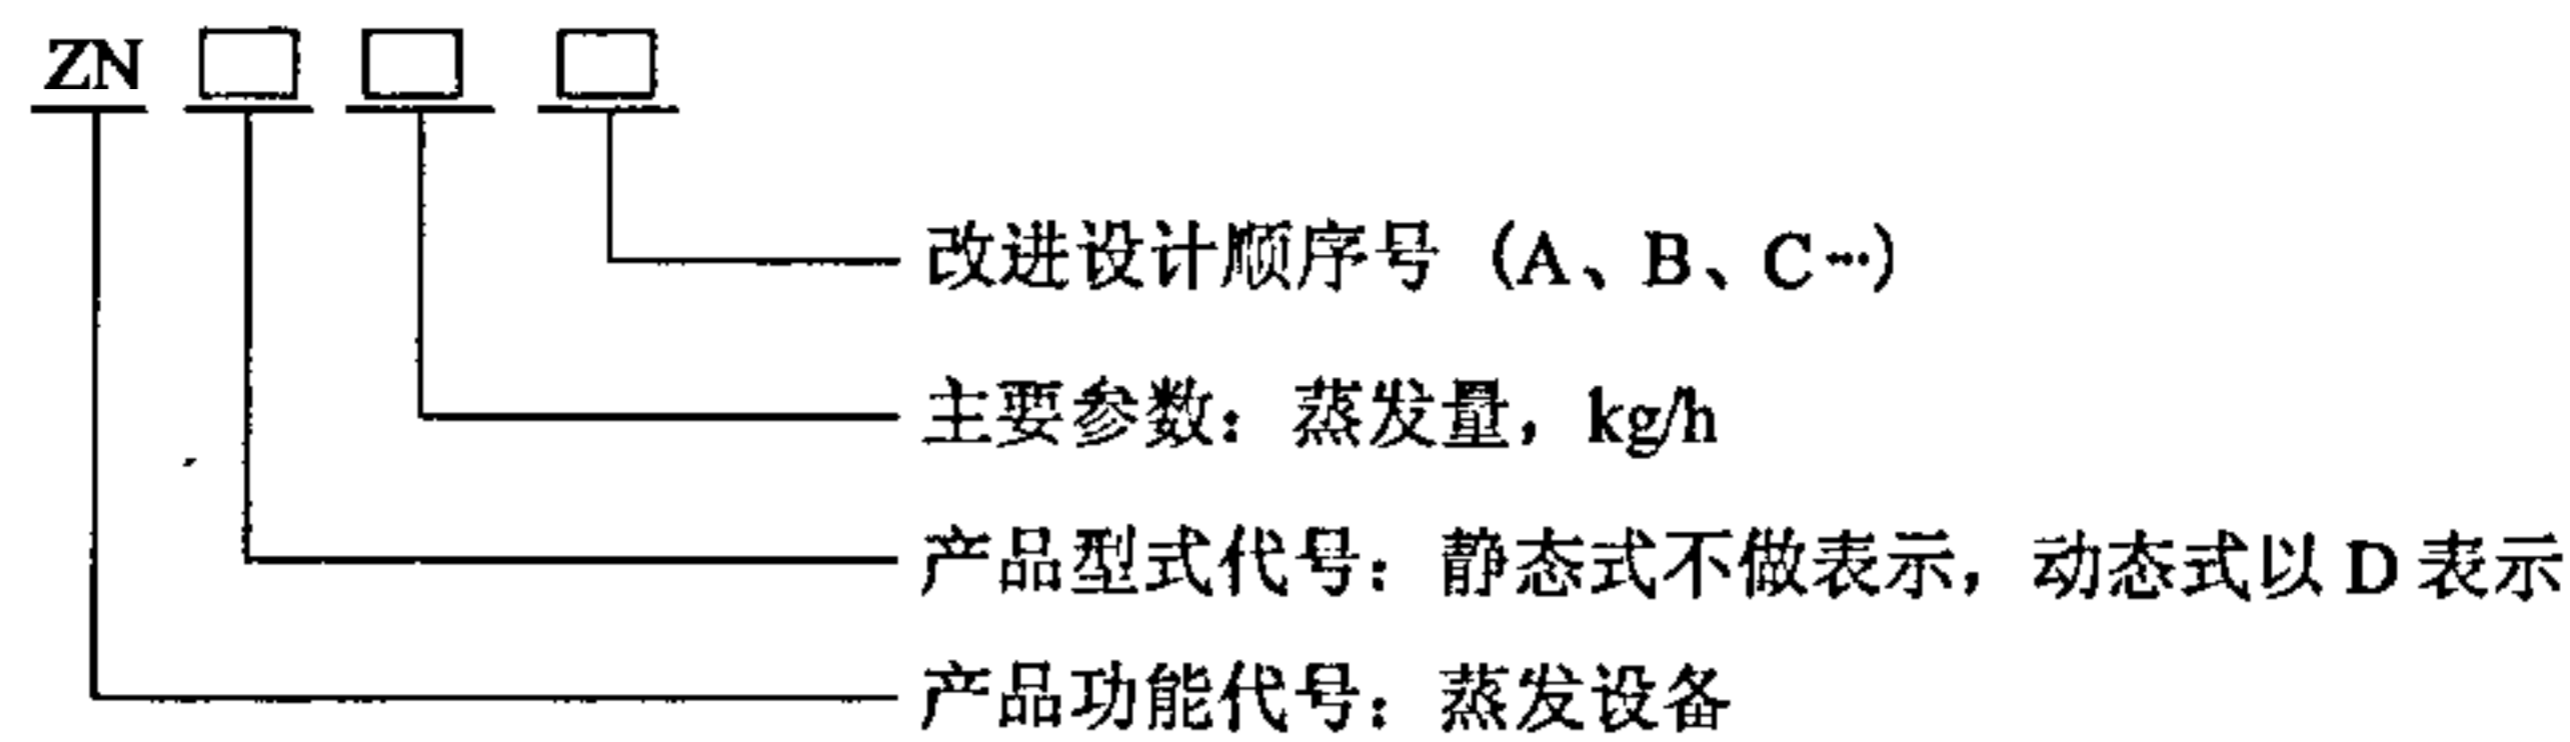 ZN
改进设计顺序号 (A、B、C…)
主要参数：蒸发量，kg/h
产品型式代号：静态式不做表示，动态式以 D 表示
产品功能代号：蒸发设备